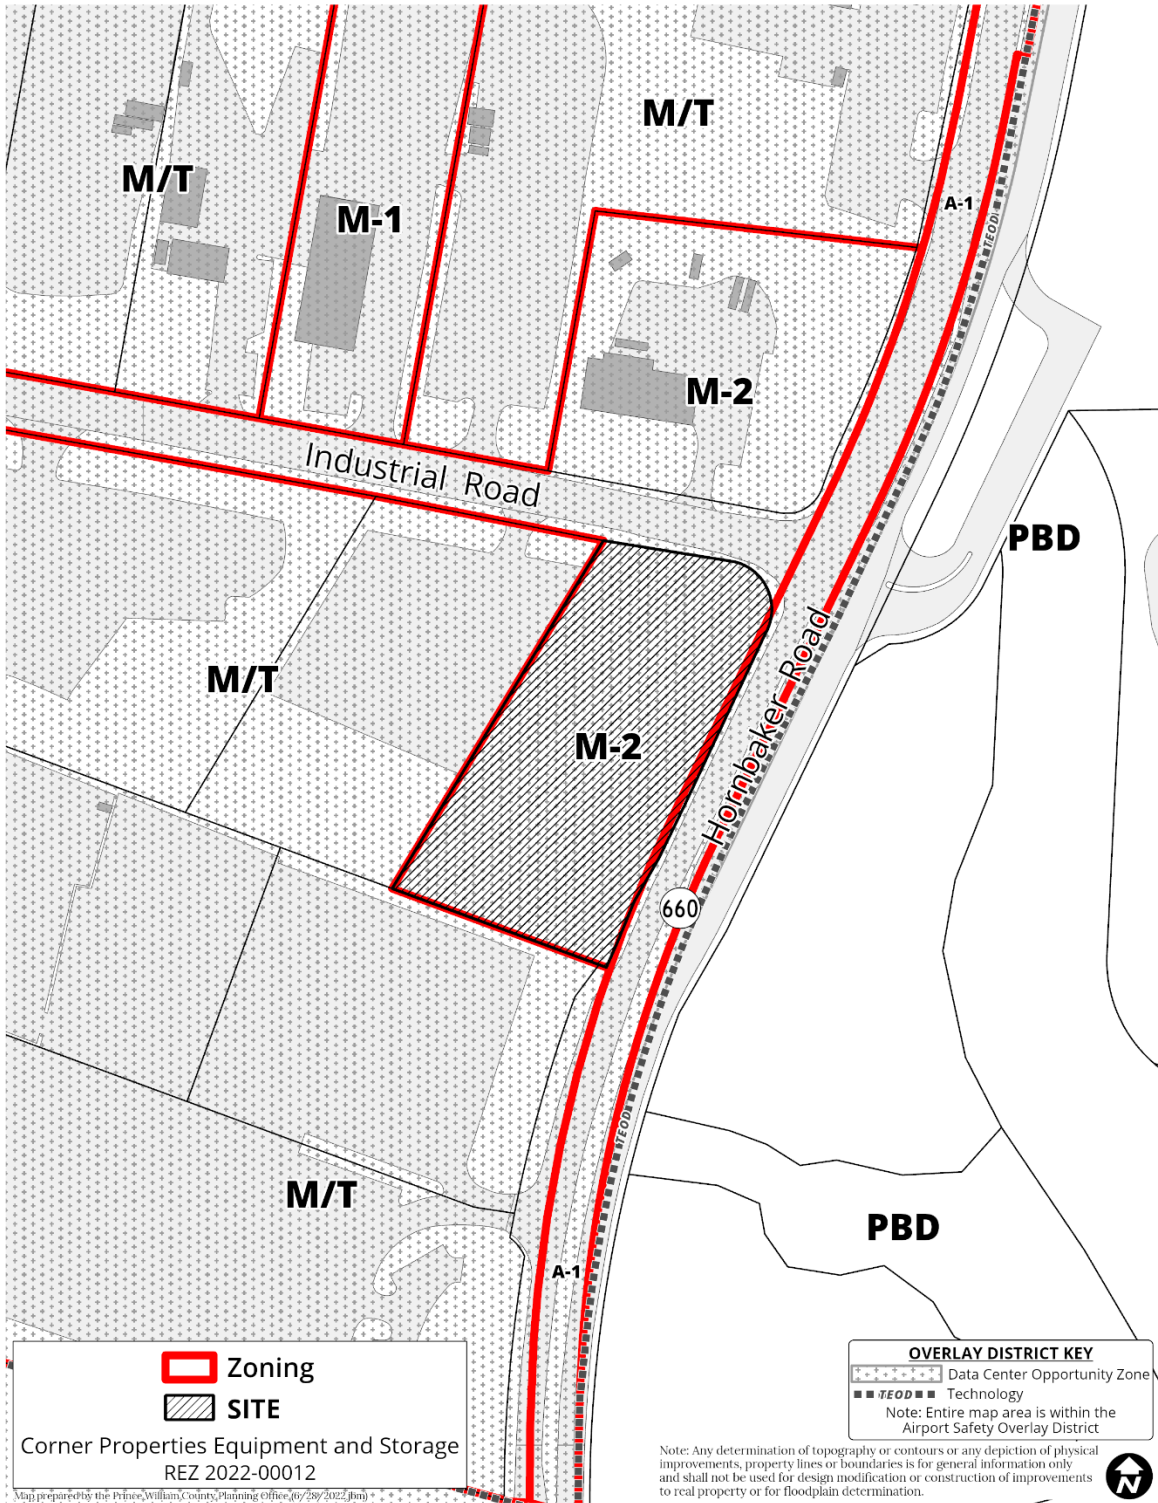 M/T
A-1
M/T
M-1
TEOD
M-2
Industrial Road
PBD
Hornbaker Road
M/T
M-2
660
TEOD
M/T
PBD
A-1
Zoning
SITE
Corner Properties Equipment and Storage
REZ 2022-00012
Map prepared by the Prince William County Planning Office (6/28/2022 jbm)
OVERLAY DISTRICT KEY
Data Center Opportunity Zone
TEOD Technology
Note: Entire map area is within the
Airport Safety Overlay District
Note: Any determination of topography or contours or any depiction of physical
improvements, property lines or boundaries is for general information only
and shall not be used for design modification or construction of improvements
to real property or for floodplain determination.
N